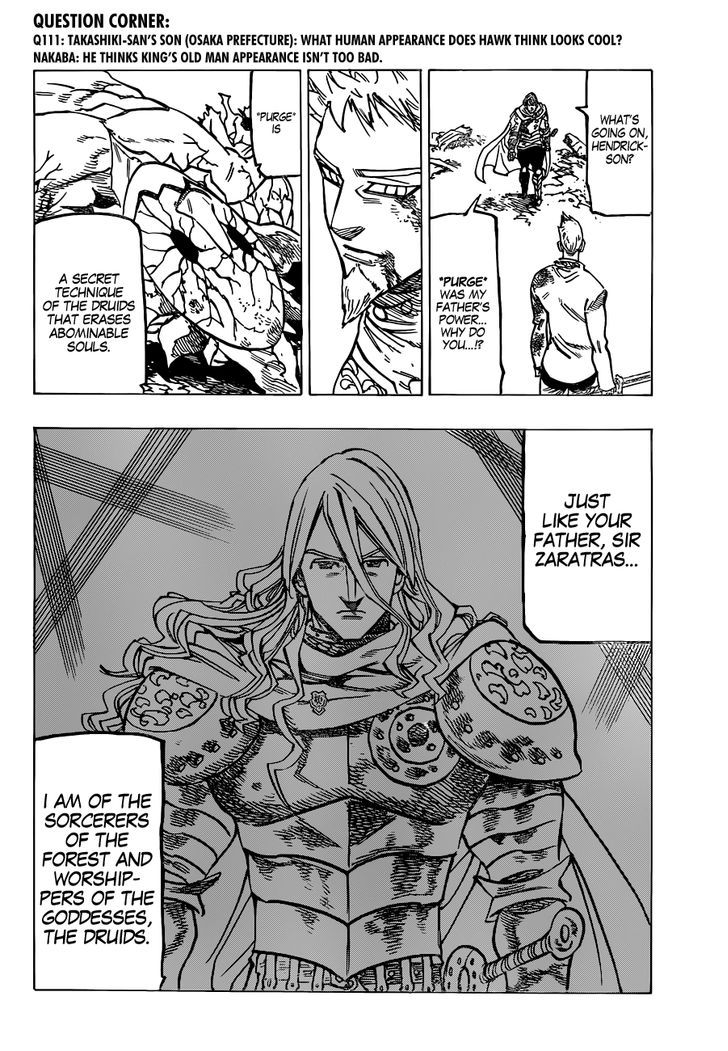 QUESTION CORNER:
Q111: TAKASHIKI-SAN'S SON (OSAKA PREFECTURE): WHAT HUMAN APPEARANCE DOES HAWK THINK LOOKS COOL?
NAKABA: HE THINKS KING'S OLD MAN APPEARANCE ISN'T TOO BAD.
WHAT'S
GOING ON,
HENDRICK-
SON?
"PURGE"
WAS MY
FATHER'S
POWER...
WHY DO
YOU...!?
"PURGE"
IS
A SECRET
TECHNIQUE
OF THE DRUIDS
THAT ERASES
ABOMINABLE
SOULS.
JUST
LIKE YOUR
FATHER, SIR
ZARATRAS...
I AM OF THE
SORCERERS
OF THE
FOREST AND
WORSHIP-
PERS OF THE
GODDESSES,
THE DRUIDS.